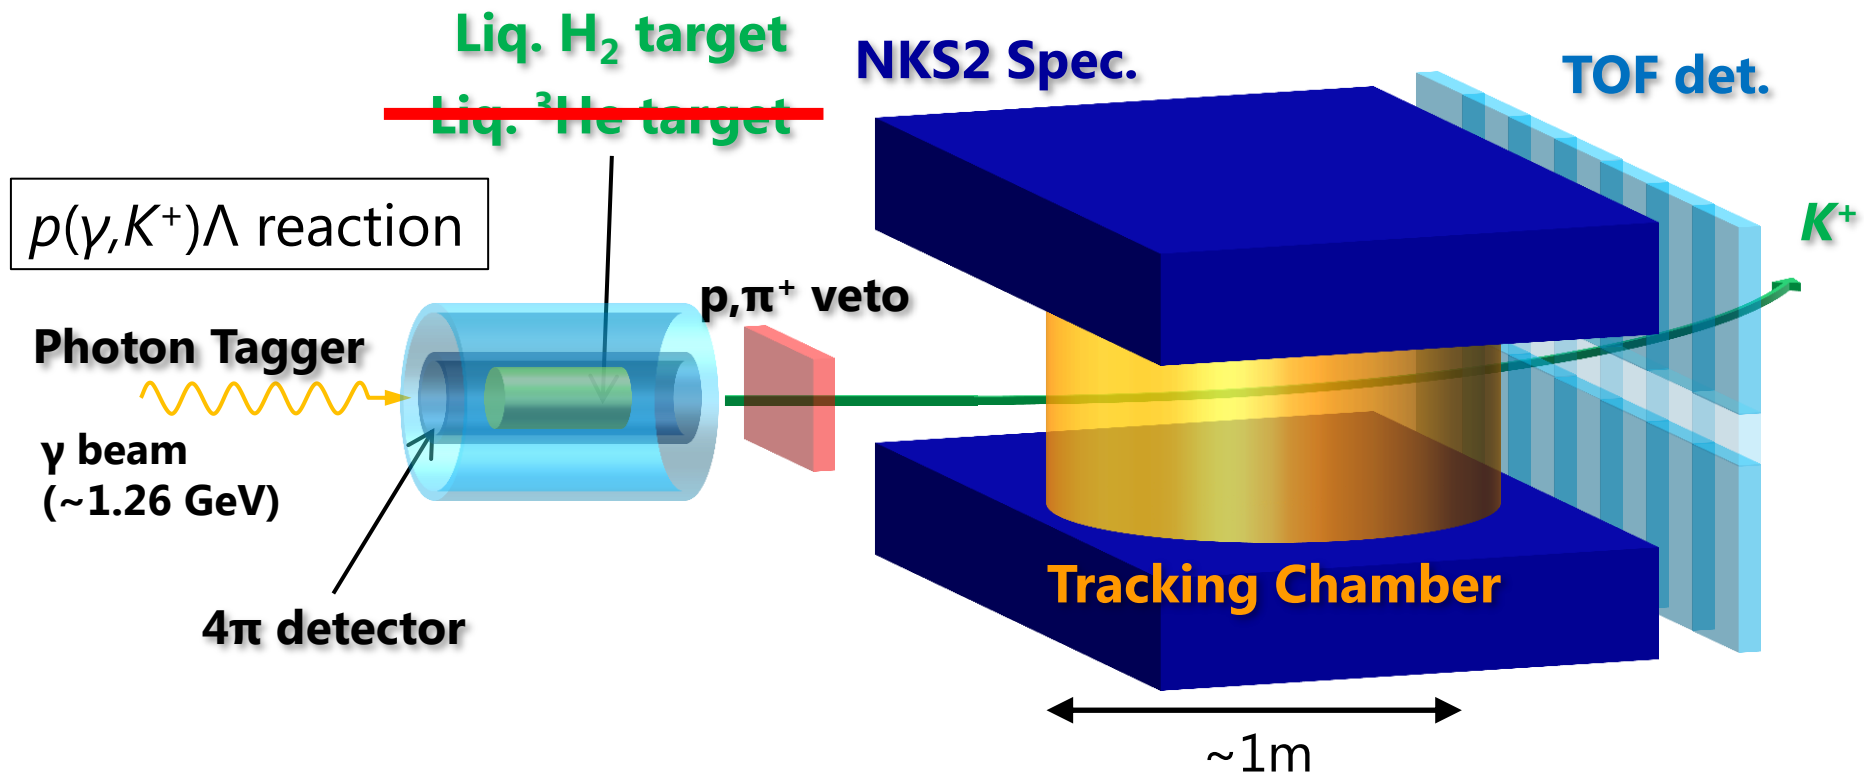 Liq. H₂ target
Liq. ³He target
NKS2 Spec.
TOF det.
p(γ,K⁺)Λ reaction
K⁺
p,π⁺ veto
Photon Tagger
γ beam
(~1.26 GeV)
4π detector
Tracking Chamber
~1m